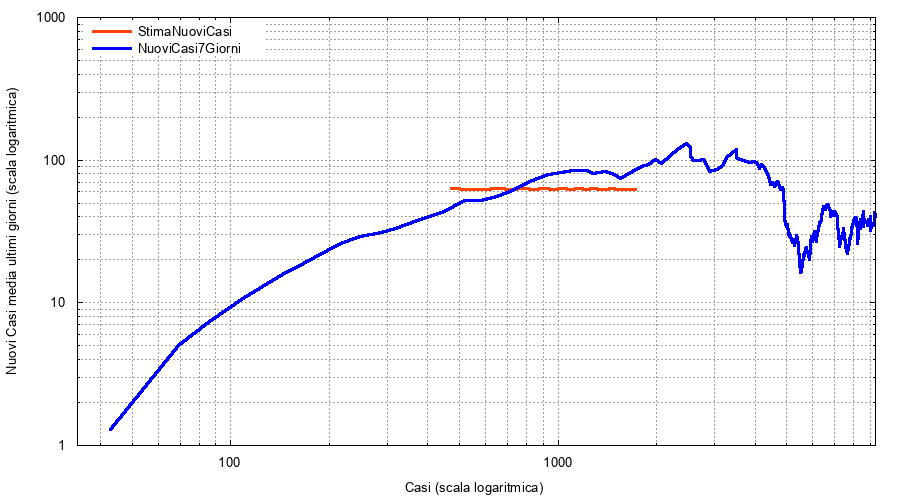 1000
StimaNuoviCasi
NuoviCasi7Giorni
100
10
1
100
1000
Nuovi Casi media ultimi giorni (scala logaritmica)
Casi (scala logaritmica)